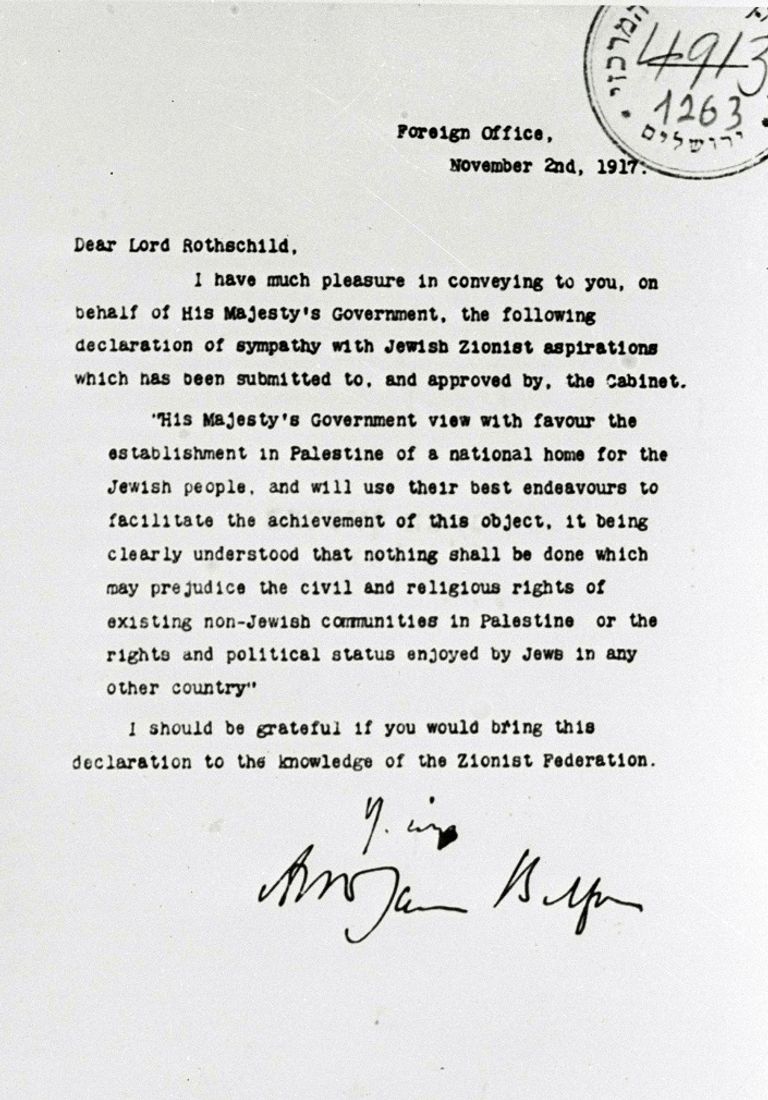 המרכזי
4913
1263
ירושלים
Foreign Office,
November 2nd, 1917.
Dear Lord Rothschild,
I have much pleasure in conveying to you, on
behalf of His Majesty's Government, the following
declaration of sympathy with Jewish Zionist aspirations
which has been submitted to, and approved by, the Cabinet.
"His Majesty's Government view with favour the
establishment in Palestine of a national home for the
Jewish people, and will use their best endeavours to
facilitate the achievement of this object, it being
clearly understood that nothing shall be done which
may prejudice the civil and religious rights of
existing non-Jewish communities in Palestine or the
rights and political status enjoyed by Jews in any
other country"
I should be grateful if you would bring this
declaration to the knowledge of the Zionist Federation.
Arthur James Balfour